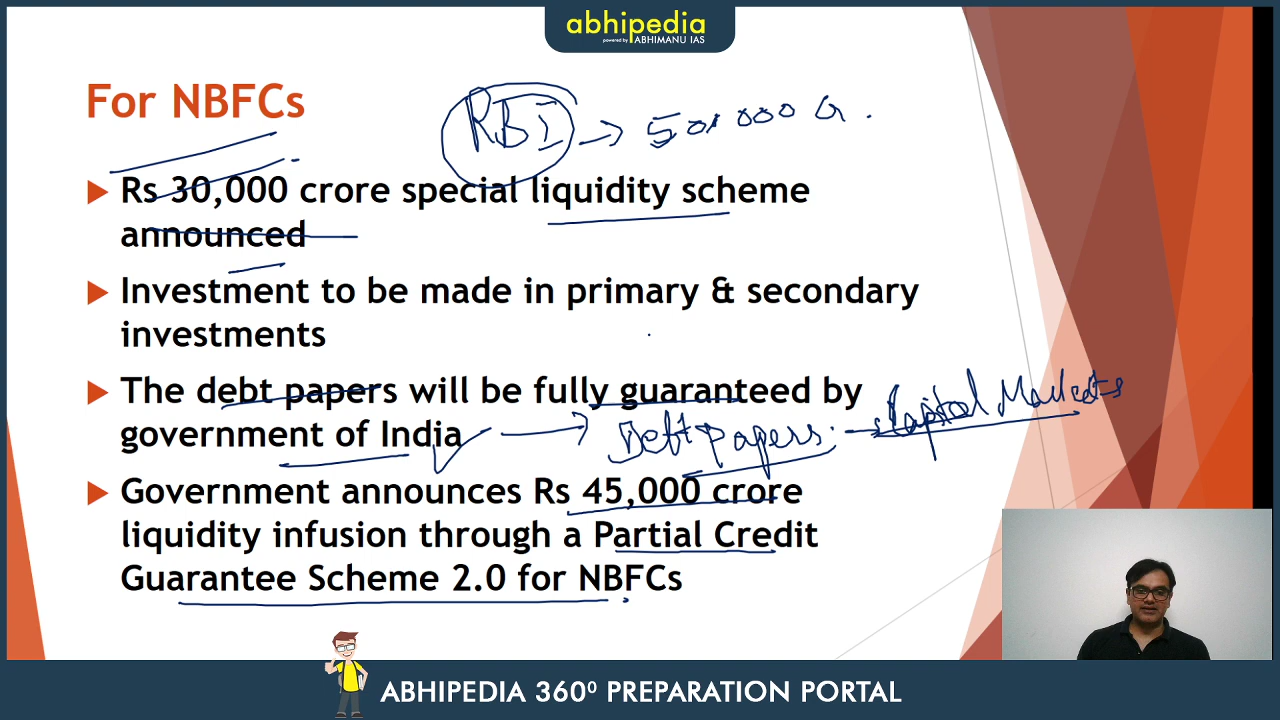 abhipedia
powered by ABHIMANU IAS
For NBFCs
RBI → 50,000 Cr.
Rs 30,000 crore special liquidity scheme
announced
Investment to be made in primary & secondary
investments
The debt papers will be fully guaranteed by
government of India
→ Debt papers. → Capital Markets
Government announces Rs 45,000 crore
liquidity infusion through a Partial Credit
Guarantee Scheme 2.0 for NBFCs
ABHIPEDIA 360⁰ PREPARATION PORTAL